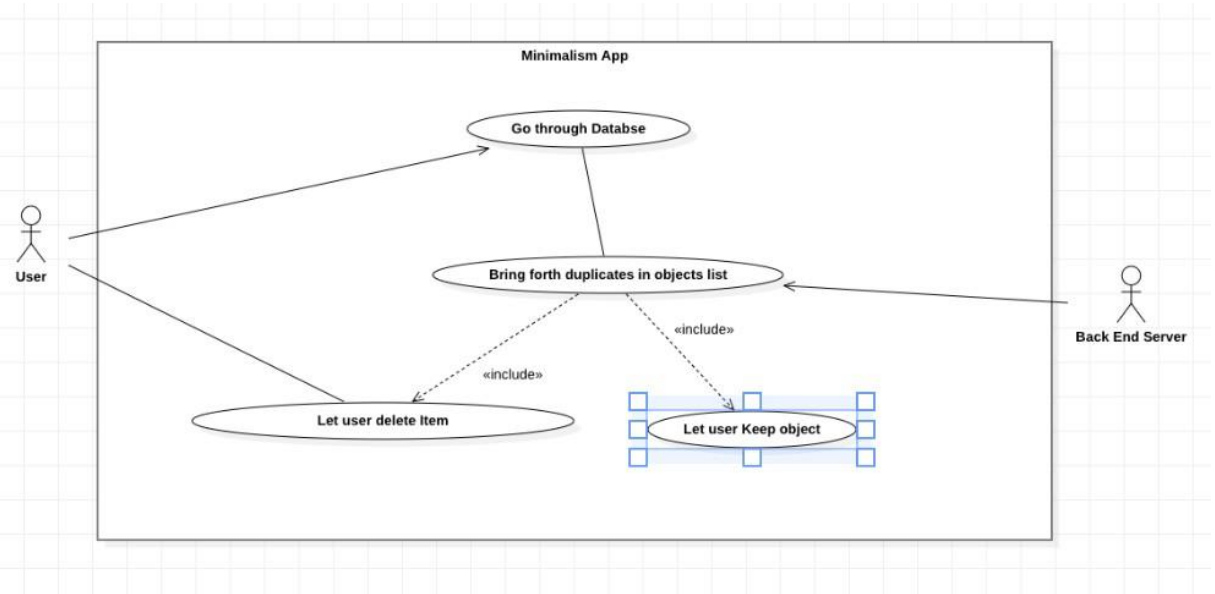 Minimalism App
Go through Databse
User
Bring forth duplicates in objects list
Back End Server
«include»
«include»
Let user delete Item
Let user Keep object